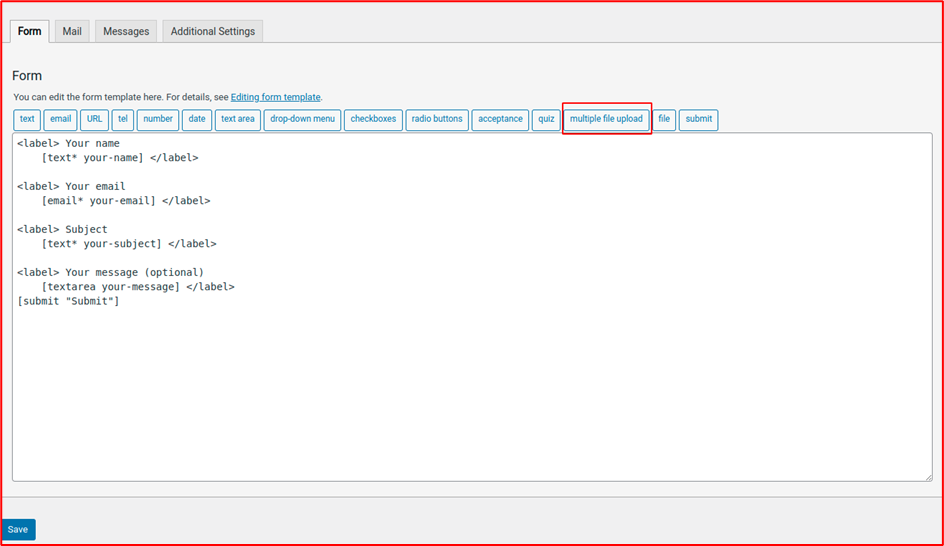 Form Mail Messages Additional Settings
Form
You can edit the form template here. For details, see Editing form template.
text email URL tel number date text area drop-down menu checkboxes radio buttons acceptance quiz multiple file upload file submit
<label> Your name
    [text* your-name] </label>

<label> Your email
    [email* your-email] </label>

<label> Subject
    [text* your-subject] </label>

<label> Your message (optional)
    [textarea your-message] </label>
[submit "Submit"]
Save